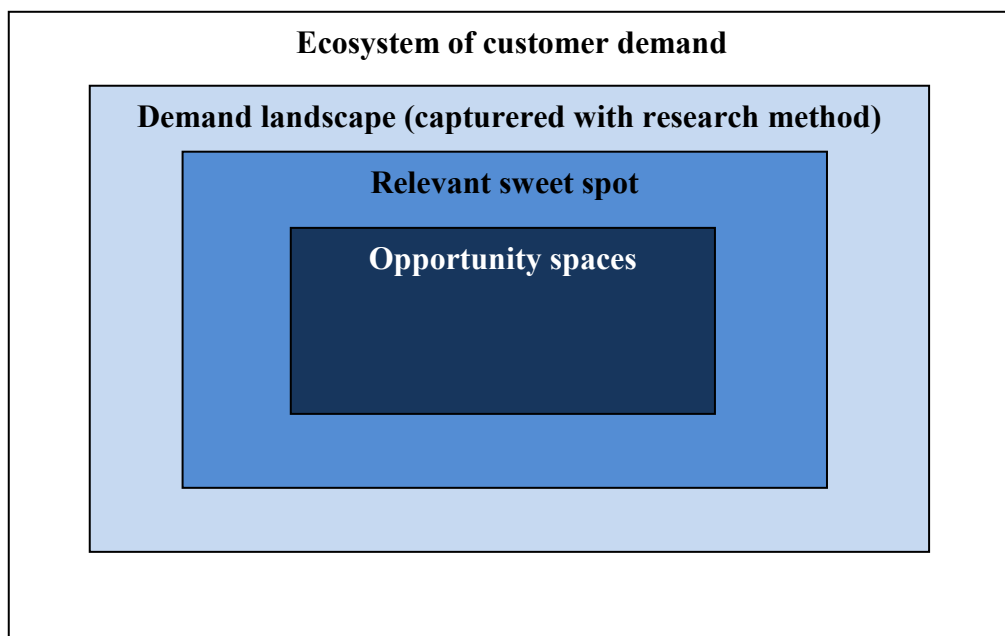 Ecosystem of customer demand
Demand landscape (capturered with research method)
Relevant sweet spot
Opportunity spaces